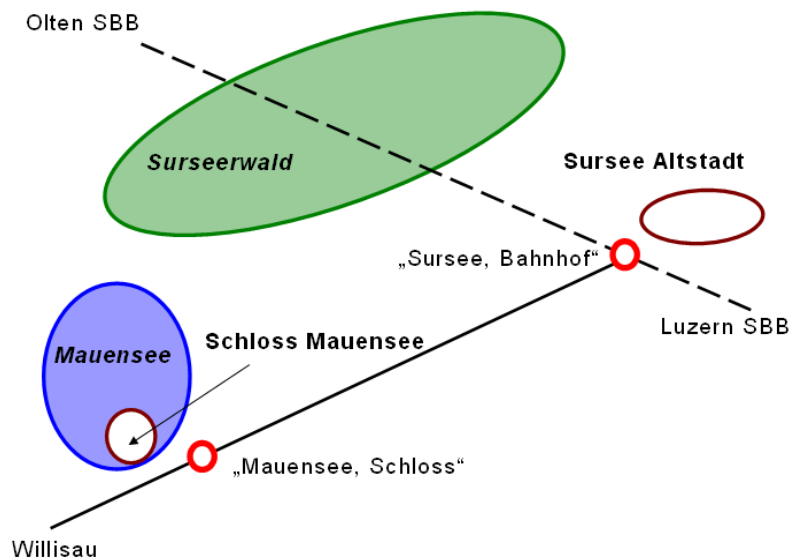 Olten SBB
Surseerwald
Sursee Altstadt
„Sursee, Bahnhof“
Luzern SBB
Schloss Mauensee
Mauensee
„Mauensee, Schloss“
Willisau